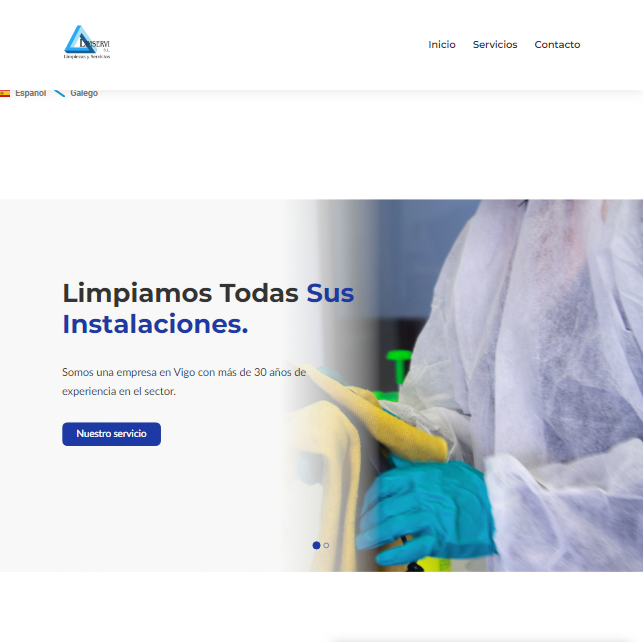 Limpiezas y Servicios
Inicio Servicios Contacto
Español Galego
Limpiamos Todas Sus
Instalaciones.
Somos una empresa en Vigo con más de 30 años de
experiencia en el sector.
Nuestro servicio